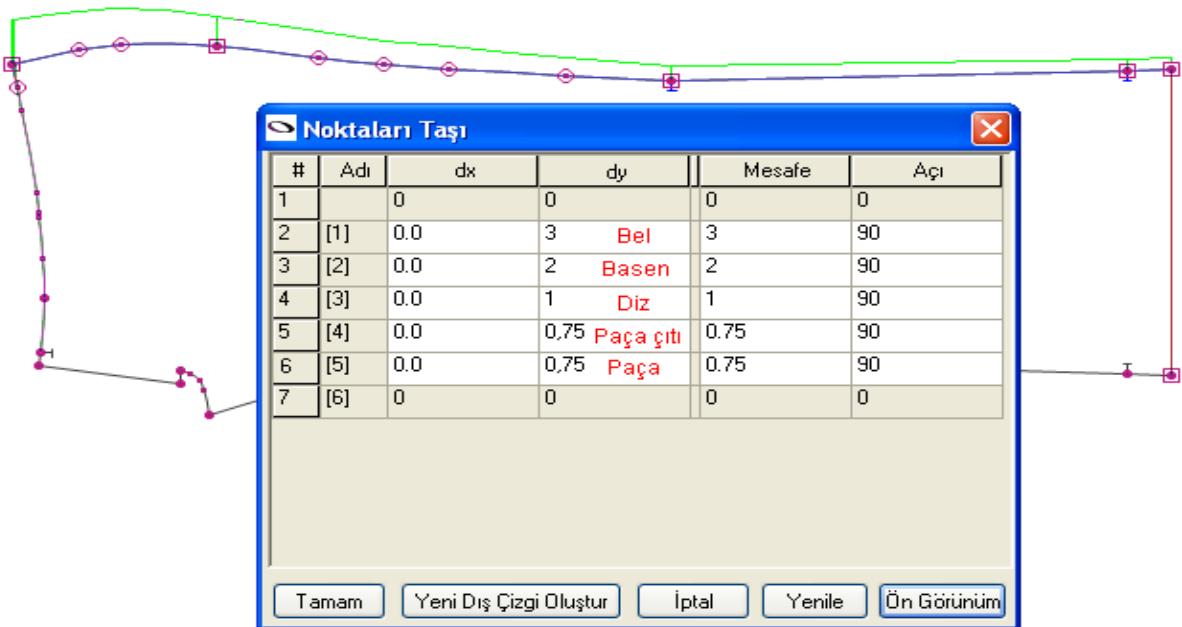 Noktaları Taşı
# Adı dx dy Mesafe Açı
1 0 0 0 0
2 [1] 0.0 3 Bel 3 90
3 [2] 0.0 2 Basen 2 90
4 [3] 0.0 1 Diz 1 90
5 [4] 0.0 0,75 Paça çıtı 0.75 90
6 [5] 0.0 0,75 Paça 0.75 90
7 [6] 0 0 0 0
Tamam Yeni Dış Çizgi Oluştur İptal Yenile Ön Görünüm